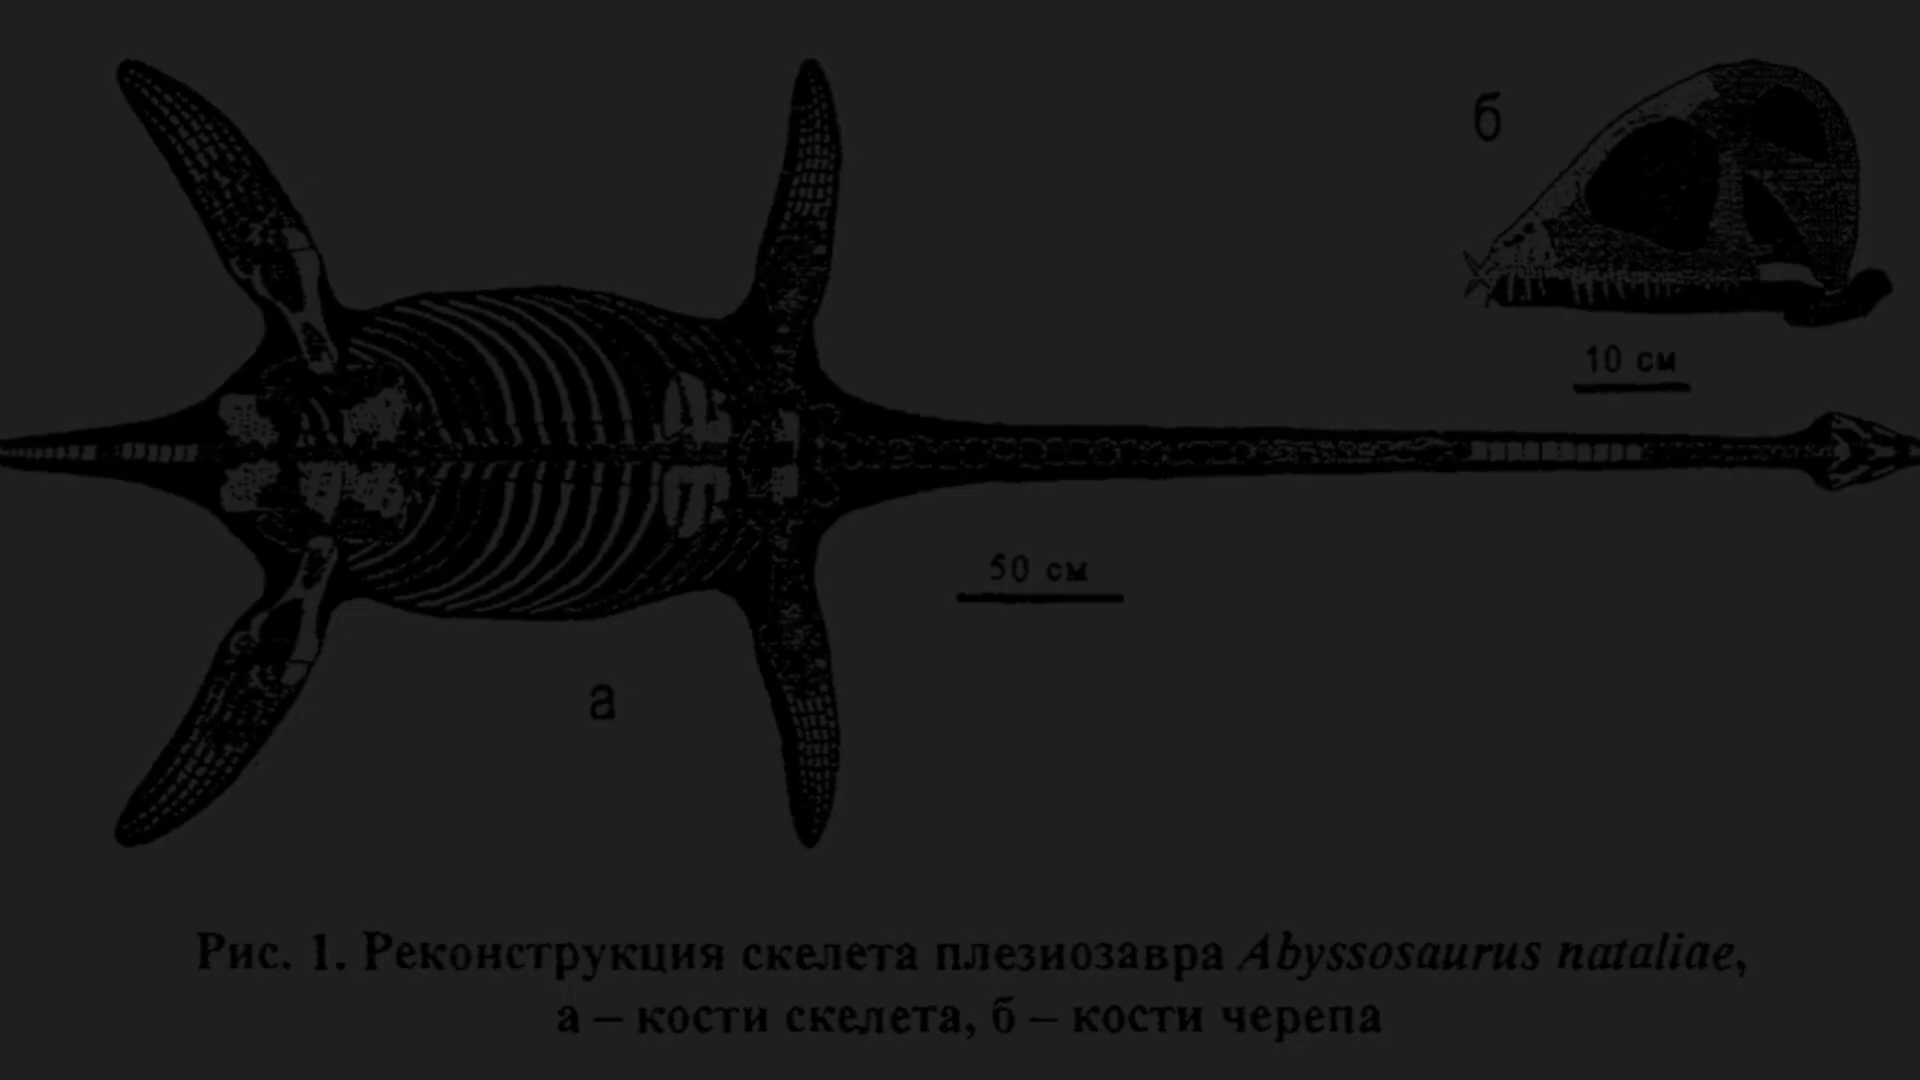 б
10 см
50 см
а
Рис. 1. Реконструкция скелета плезиозавра Abyssosaurus nataliae,
а – кости скелета, б – кости черепа